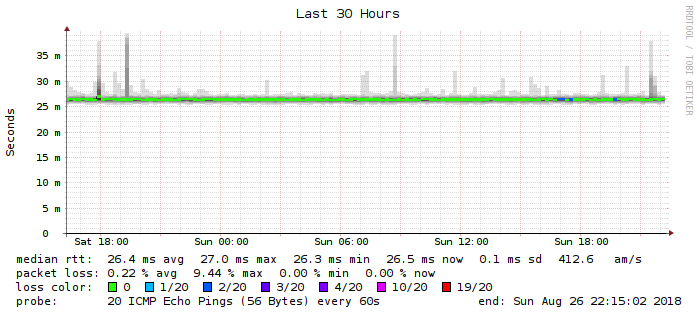 Last 30 Hours
RRDTOOL / TOBI OETIKER
Seconds
35 m
30 m
25 m
20 m
15 m
10 m
5 m
0
Sat 18:00 Sun 00:00 Sun 06:00 Sun 12:00 Sun 18:00
median rtt: 26.4 ms avg 27.0 ms max 26.3 ms min 26.5 ms now 0.1 ms sd 412.6 am/s
packet loss: 0.22 % avg 9.44 % max 0.00 % min 0.00 % now
loss color: 0 1/20 2/20 3/20 4/20 10/20 19/20
probe: 20 ICMP Echo Pings (56 Bytes) every 60s end: Sun Aug 26 22:15:02 2018